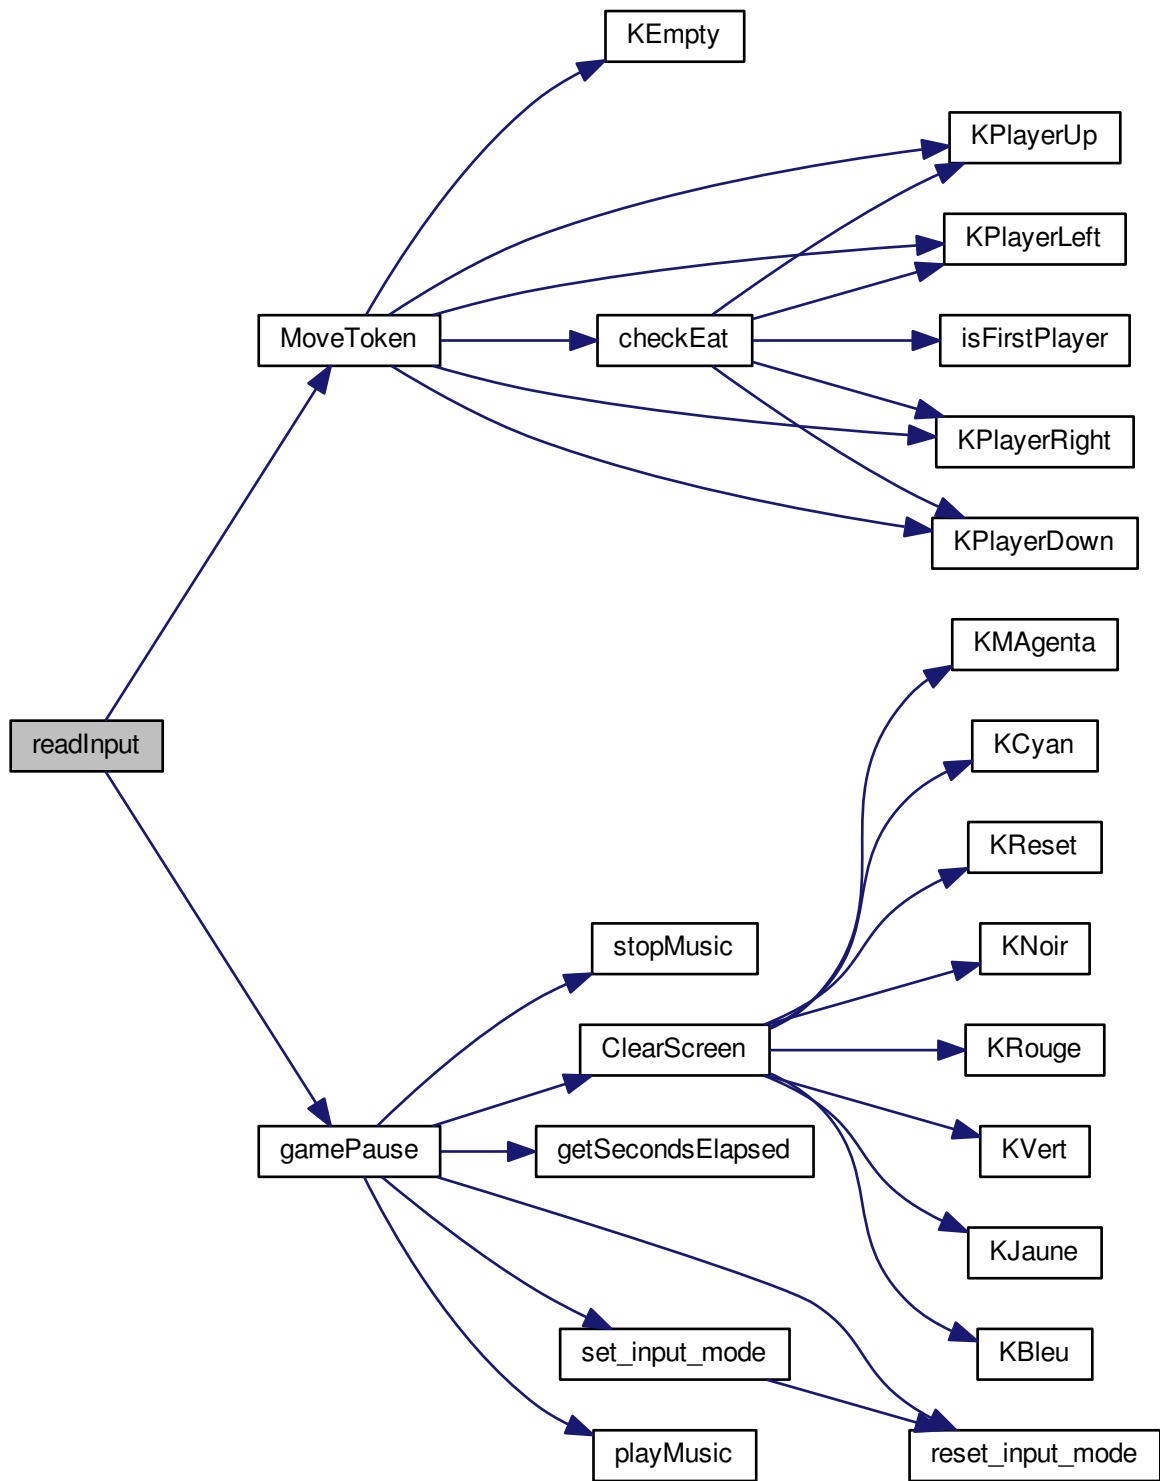 KEmpty
KPlayerUp
KPlayerLeft
MoveToken
checkEat
isFirstPlayer
KPlayerRight
KPlayerDown
KMAgenta
readInput
KCyan
KReset
stopMusic
KNoir
ClearScreen
KRouge
gamePause
getSecondsElapsed
KVert
KJaune
set_input_mode
KBleu
playMusic
reset_input_mode